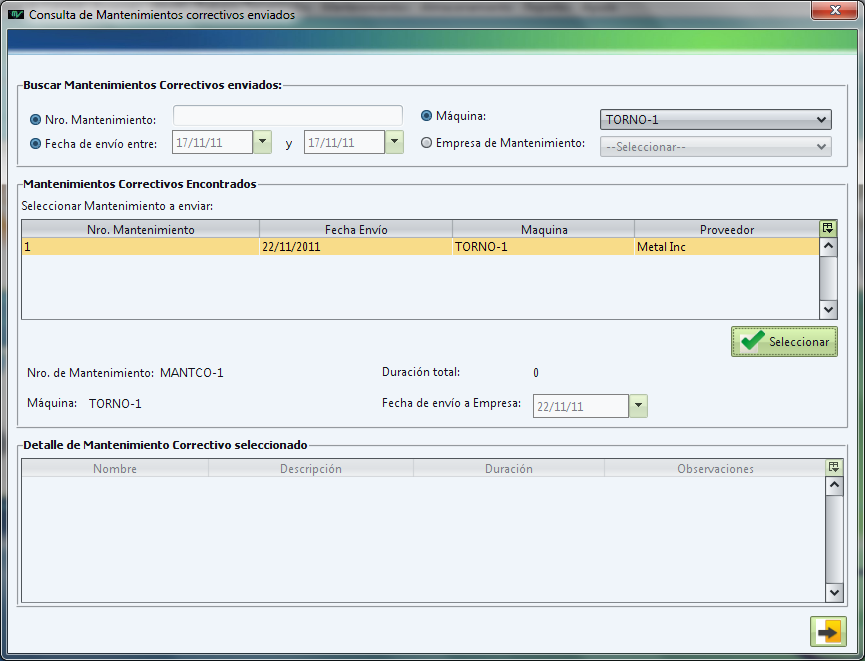 Consulta de Mantenimientos correctivos enviados
Buscar Mantenimientos Correctivos enviados:
Nro. Mantenimiento:
Máquina:
TORNO-1
Fecha de envío entre:
17/11/11
y
17/11/11
Empresa de Mantenimiento:
--Seleccionar--
Mantenimientos Correctivos Encontrados
Seleccionar Mantenimiento a enviar:
Nro. Mantenimiento Fecha Envío Maquina Proveedor
1 22/11/2011 TORNO-1 Metal Inc
Seleccionar
Nro. de Mantenimiento: MANTCO-1
Duración total: 0
Máquina: TORNO-1
Fecha de envío a Empresa: 22/11/11
Detalle de Mantenimiento Correctivo seleccionado
Nombre Descripción Duración Observaciones